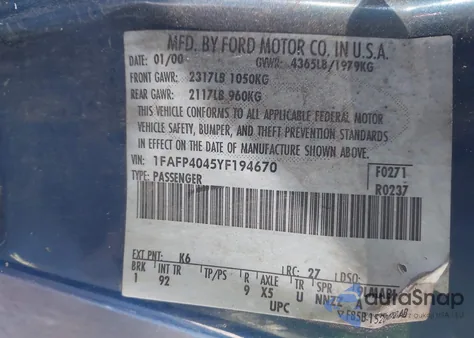 MFD. BY FORD MOTOR CO. IN U.S.A.
01/00 GVWR: 4365LB/1979KG
FRONT GAWR: 2317LB 1050KG
REAR GAWR: 2117LB 960KG
THIS VEHICLE CONFORMS TO ALL APPLICABLE FEDERAL MOTOR
VEHICLE SAFETY, BUMPER, AND THEFT PREVENTION STANDARDS
IN EFFECT ON THE DATE OF MANUFACTURE SHOWN ABOVE.
VIN: 1FAFP4045YF194670 F0271
TYPE: PASSENGER R0237
EXT PNT: K6 RC: 27 DSO:
BRK INT TR TP/PS R AXLE TR SPR
1 92 9 X5 U NNZZ A
UPC
AutoSnap